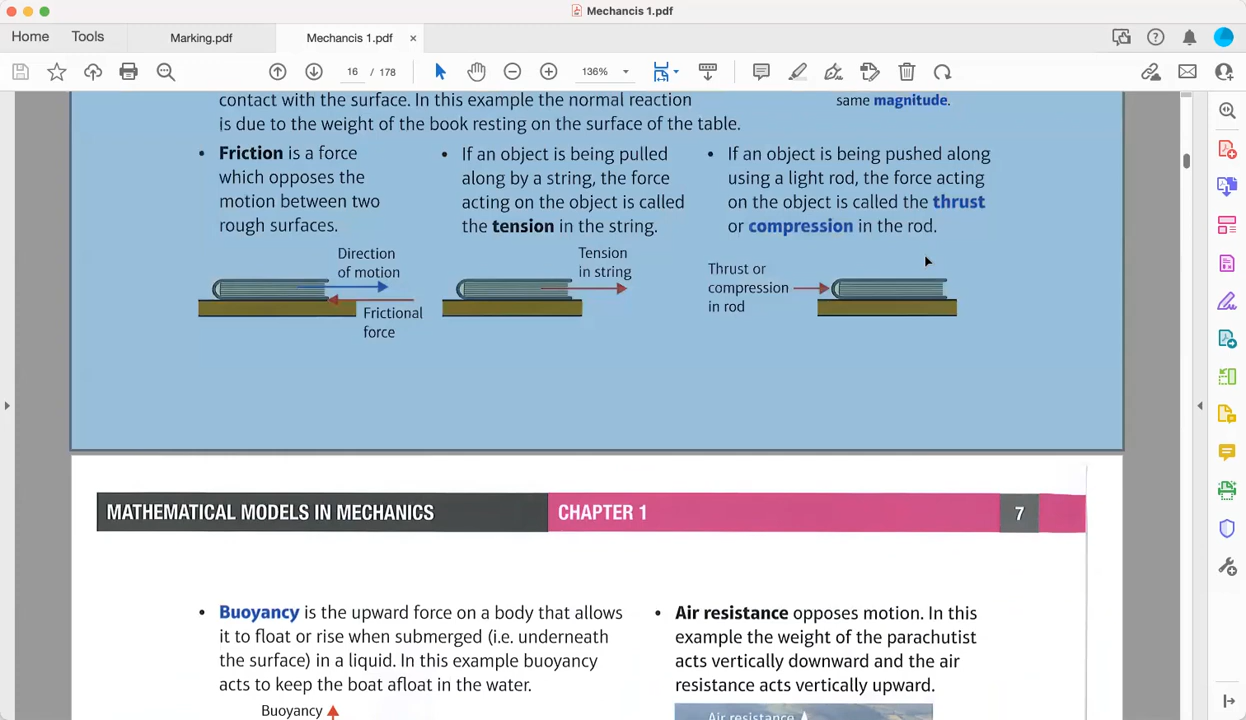 Mechancis 1.pdf
Home
Tools
Marking.pdf
Mechancis 1.pdf
×
16 / 178
136%
contact with the surface. In this example the normal reaction
is due to the weight of the book resting on the surface of the table.
same magnitude.
• Friction is a force
which opposes the
motion between two
rough surfaces.
Direction
of motion
Frictional
force
• If an object is being pulled
along by a string, the force
acting on the object is called
the tension in the string.
Tension
in string
• If an object is being pushed along
using a light rod, the force acting
on the object is called the thrust
or compression in the rod.
Thrust or
compression
in rod
MATHEMATICAL MODELS IN MECHANICS
CHAPTER 1
7
• Buoyancy is the upward force on a body that allows
it to float or rise when submerged (i.e. underneath
the surface) in a liquid. In this example buoyancy
acts to keep the boat afloat in the water.
Buoyancy
• Air resistance opposes motion. In this
example the weight of the parachutist
acts vertically downward and the air
resistance acts vertically upward.
Air resistance